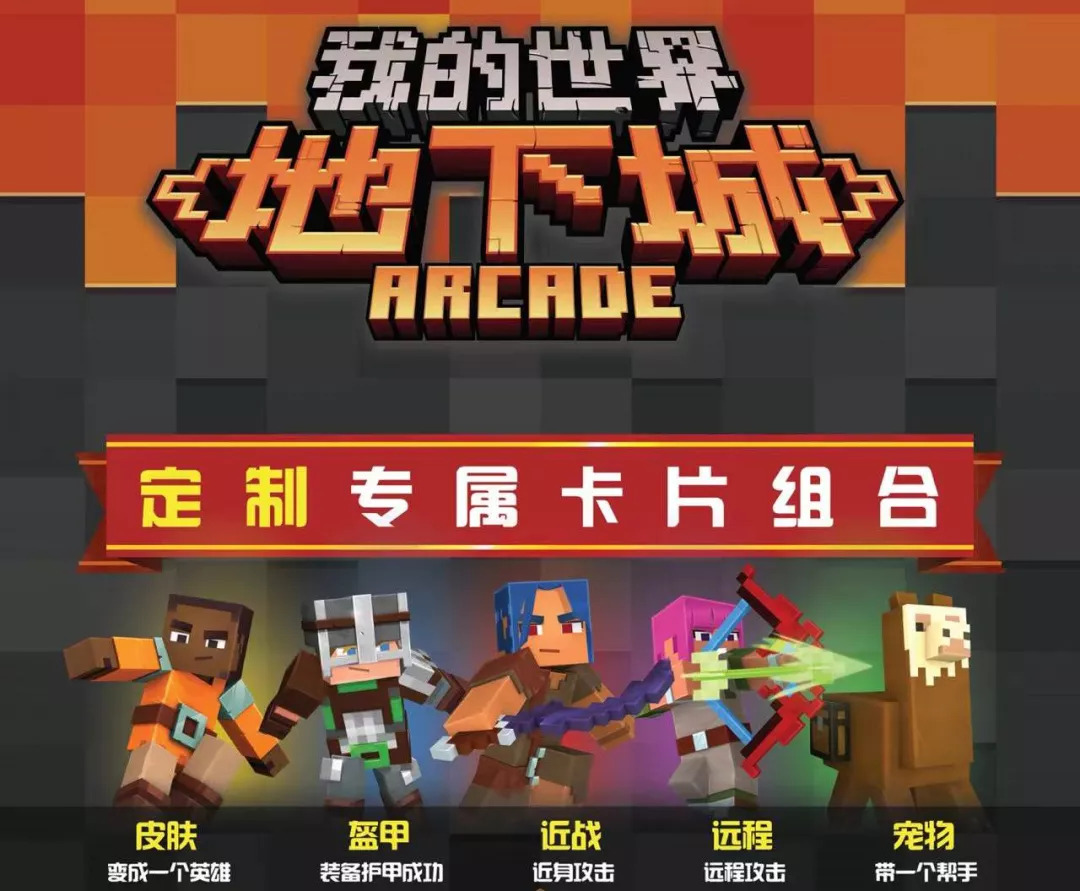 我的世界
地下城
ARCADE
定制专属卡片组合
皮肤 盔甲 近战 远程 宠物
变成一个英雄 装备护甲成功 近身攻击 远程攻击 带一个帮手